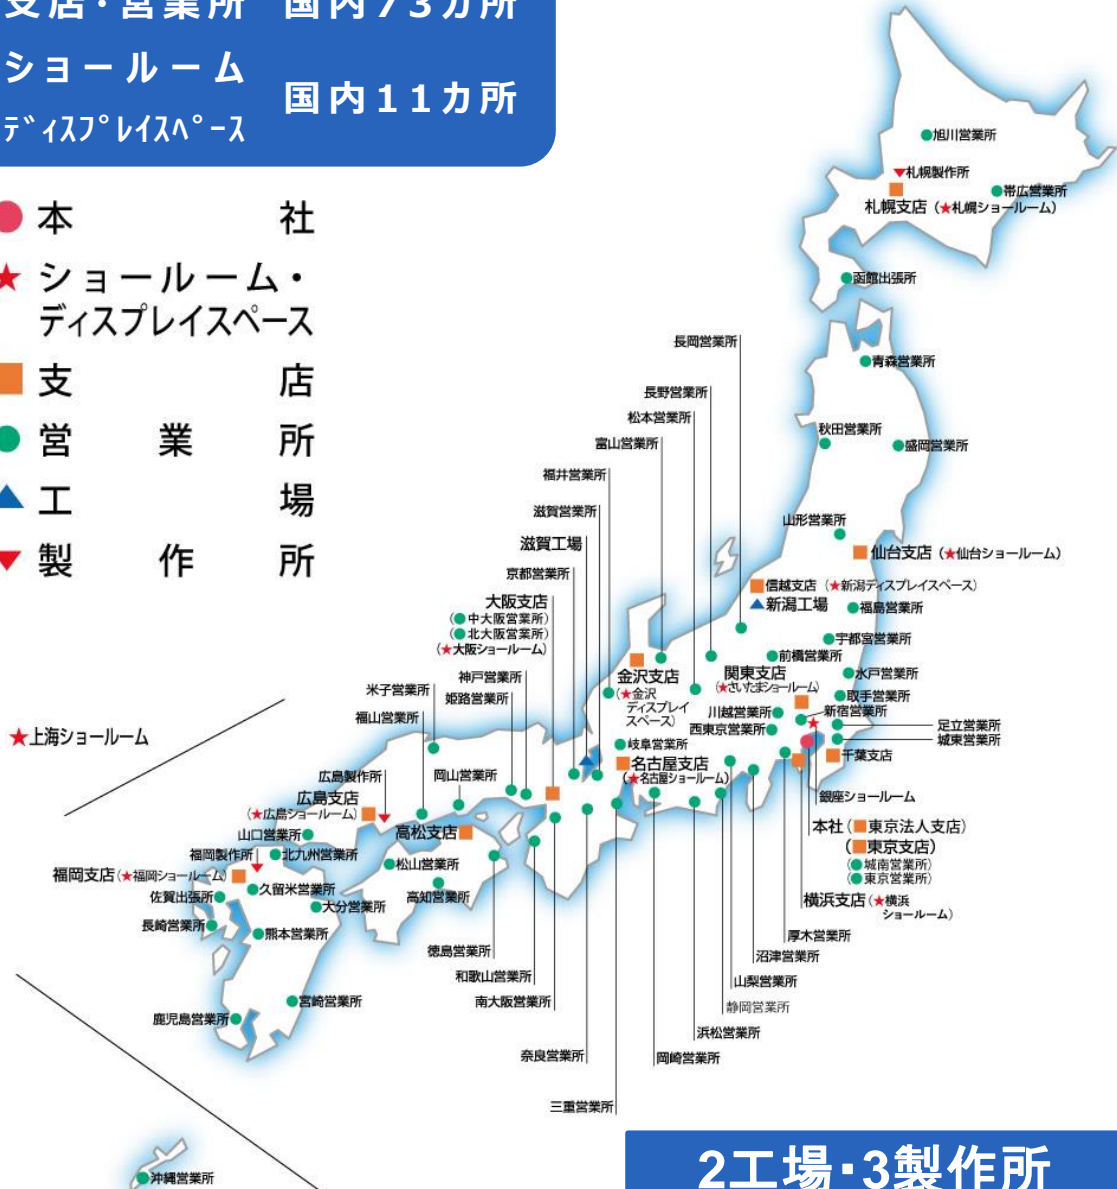 支店・営業所 国内73カ所
ショールーム
ディスプレイスペース
国内11カ所
本社
ショールーム・
ディスプレイスペース
支店
営業所
工場
製作所
旭川営業所
札幌製作所
帯広営業所
札幌支店（★札幌ショールーム）
函館出張所
青森営業所
秋田営業所
盛岡営業所
山形営業所
仙台支店（★仙台ショールーム）
信越支店（★新潟ディスプレイスペース）
新潟工場
福島営業所
宇都宮営業所
前橋営業所
水戸営業所
関東支店
（★さいたまショールーム）
取手営業所
川越営業所
新宿営業所
西東京営業所
足立営業所
城東営業所
千葉支店
銀座ショールーム
本社（■東京法人支店）
（■東京支店）
（●城南営業所）
（●東京営業所）
横浜支店（★横浜
ショールーム）
厚木営業所
沼津営業所
山梨営業所
静岡営業所
浜松営業所
岡崎営業所
三重営業所
奈良営業所
南大阪営業所
和歌山営業所
徳島営業所
長岡営業所
長野営業所
松本営業所
富山営業所
福井営業所
滋賀営業所
滋賀工場
京都営業所
大阪支店
（●中大阪営業所）
（●北大阪営業所）
（★大阪ショールーム）
神戸営業所
姫路営業所
米子営業所
福山営業所
金沢支店
（★金沢
ディスプレイ
スペース）
岐阜営業所
名古屋支店
（★名古屋ショールーム）
★上海ショールーム
広島製作所
岡山営業所
広島支店
（★広島ショールーム）
高松支店
山口営業所
福岡製作所
北九州営業所
松山営業所
福岡支店（★福岡ショールーム）
久留米営業所
高知営業所
佐賀出張所
大分営業所
長崎営業所
熊本営業所
宮崎営業所
鹿児島営業所
沖縄営業所
2工場・3製作所